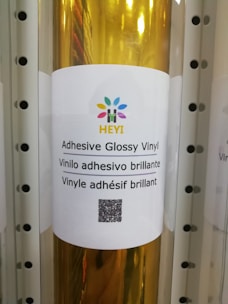 HEYI
Adhesive Glossy Vinyl
Vinilo adhesivo brillante
Vinyle adhésif brillant